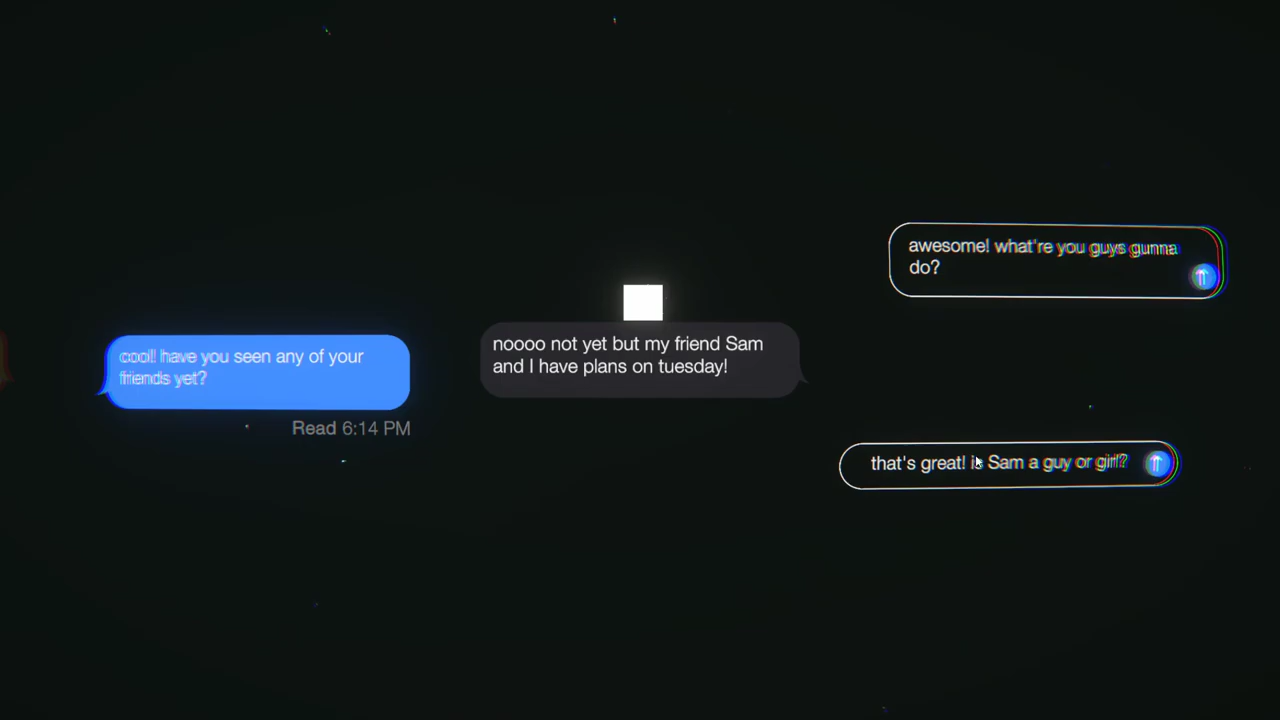 cool! have you seen any of your
friends yet?
Read 6:14 PM
noooo not yet but my friend Sam
and I have plans on tuesday!
awesome! what're you guys gunna
do?
that's great! is Sam a guy or girl?